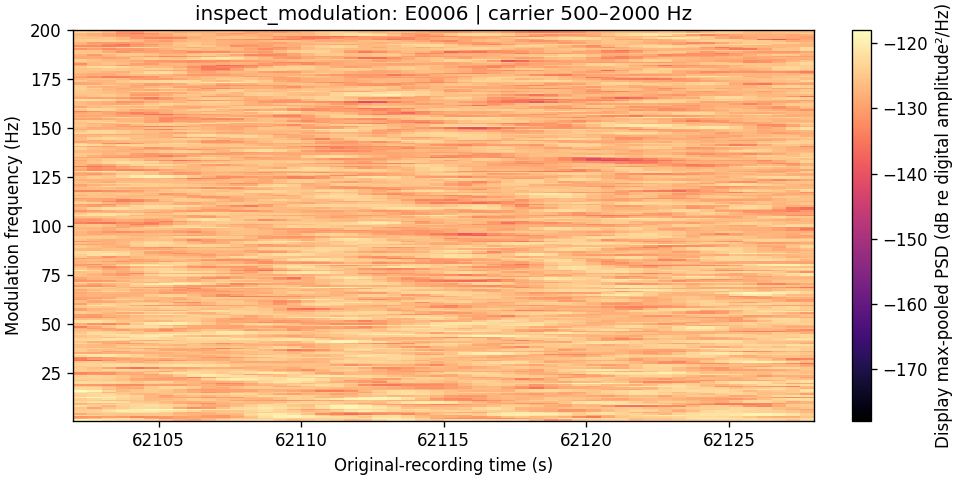 inspect_modulation: E0006 | carrier 500–2000 Hz
200
175
150
125
100
75
50
25
Modulation frequency (Hz)
62105 62110 62115 62120 62125
Original-recording time (s)
−120
−130
−140
−150
−160
−170
Display max-pooled PSD (dB re digital amplitude²/Hz)